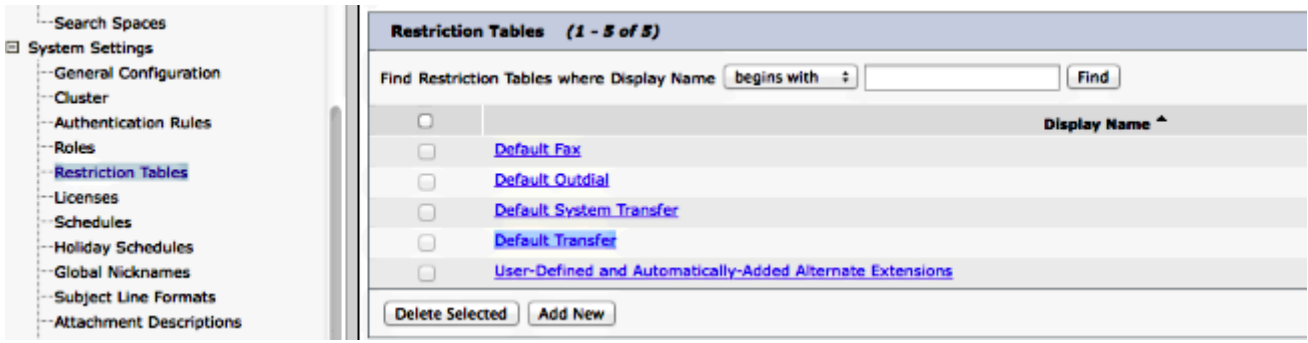 Search Spaces
System Settings
General Configuration
Cluster
Authentication Rules
Roles
Restriction Tables
Licenses
Schedules
Holiday Schedules
Global Nicknames
Subject Line Formats
Attachment Descriptions
Restriction Tables (1 - 5 of 5)
Find Restriction Tables where Display Name begins with Find
Display Name
Default Fax
Default Outdial
Default System Transfer
Default Transfer
User-Defined and Automatically-Added Alternate Extensions
Delete Selected Add New